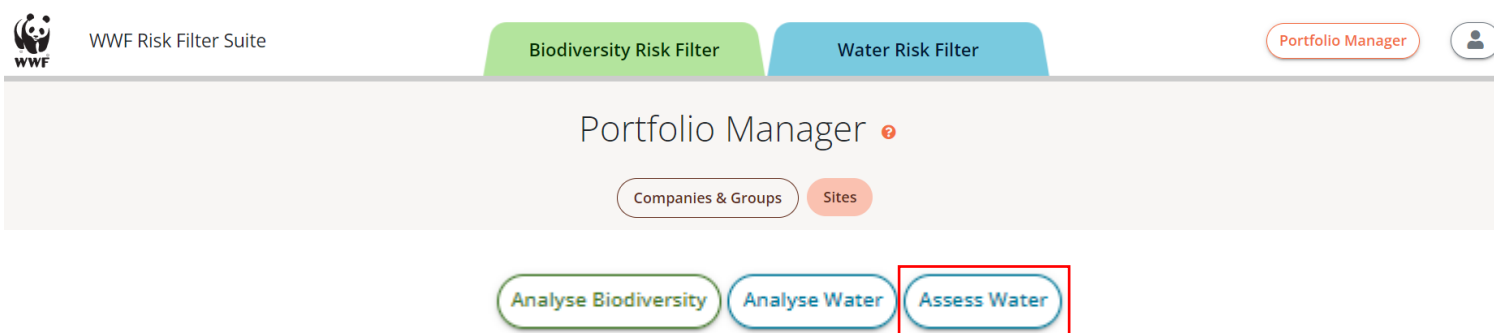 WWF
WWF Risk Filter Suite
Biodiversity Risk Filter
Water Risk Filter
Portfolio Manager
Portfolio Manager ?
Companies & Groups
Sites
Analyse Biodiversity
Analyse Water
Assess Water